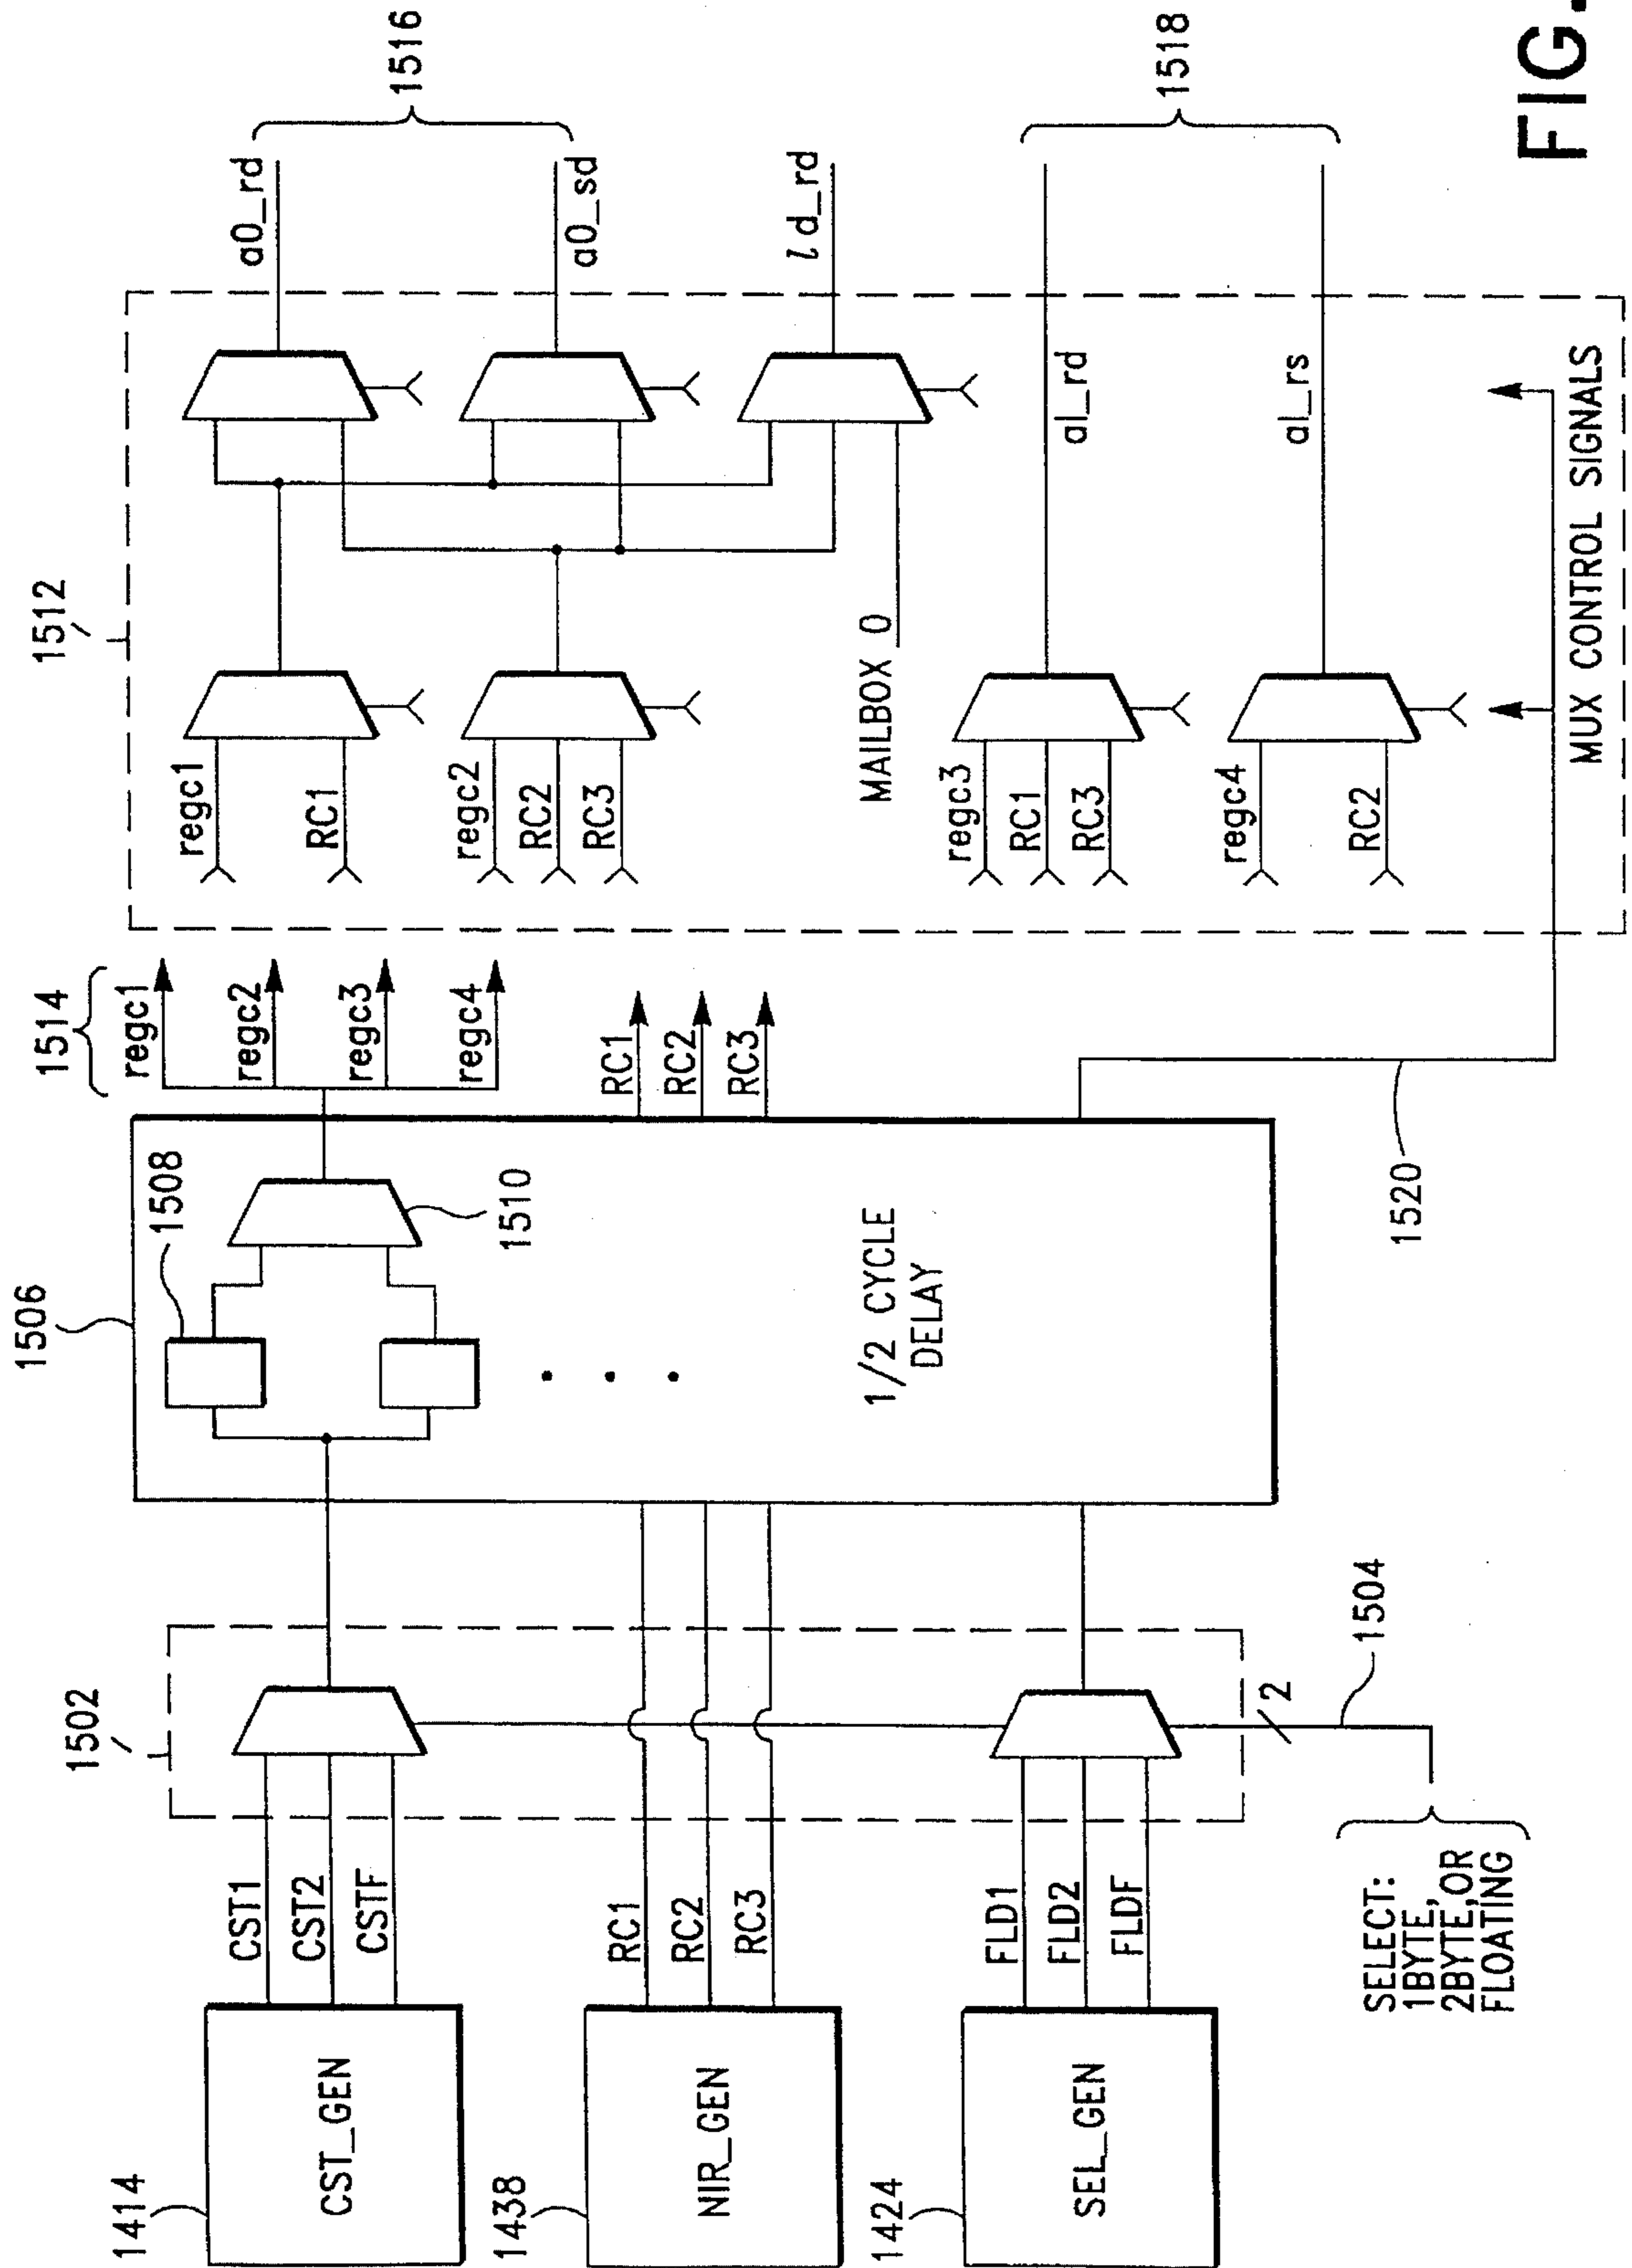 1512
1516
1518
FIG.
a0_rd
a0_sd
ld_rd
al_rd
al_rs
regc1
RC1
regc2
RC2
RC3
MAILBOX_0
regc3
RC1
RC3
regc4
RC2
MUX CONTROL SIGNALS
1514
regc1
regc2
regc3
regc4
RC1
RC2
RC3
1506
1508
1510
1/2 CYCLE
DELAY
1520
1502
2
1504
CST1
CST2
CSTF
RC1
RC2
RC3
FLD1
FLD2
FLDF
SELECT:
1BYTE,
2BYTE,OR
FLOATING
1414
CST_GEN
1438
NIR_GEN
1424
SEL_GEN